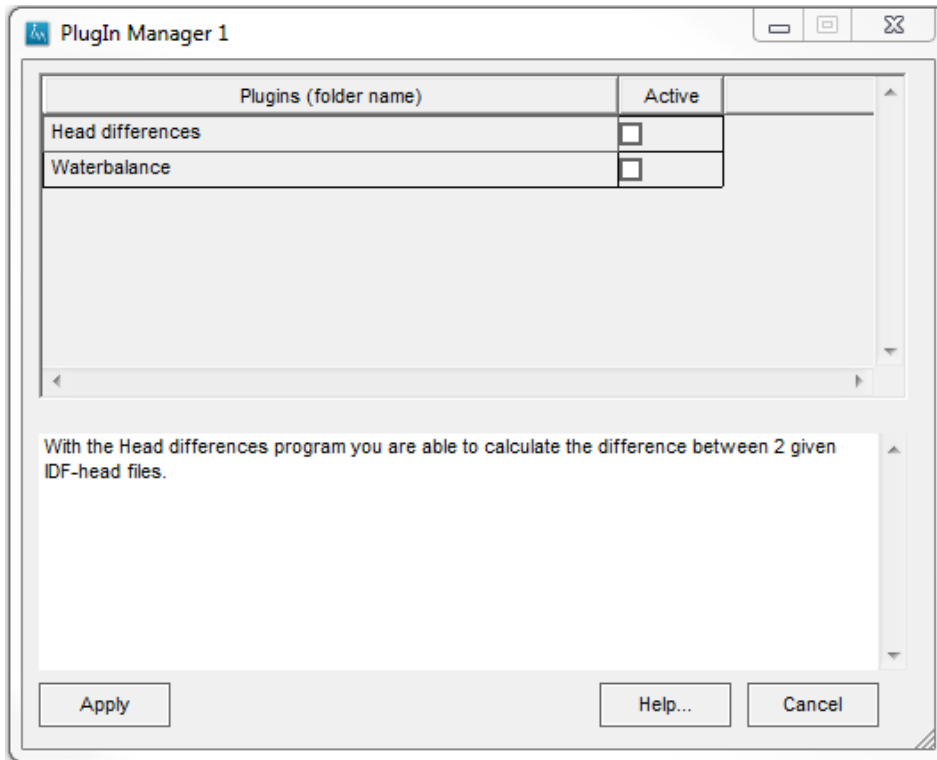 PlugIn Manager 1
Plugins (folder name) Active
Head differences
Waterbalance
With the Head differences program you are able to calculate the difference between 2 given
IDF-head files.
Apply Help... Cancel